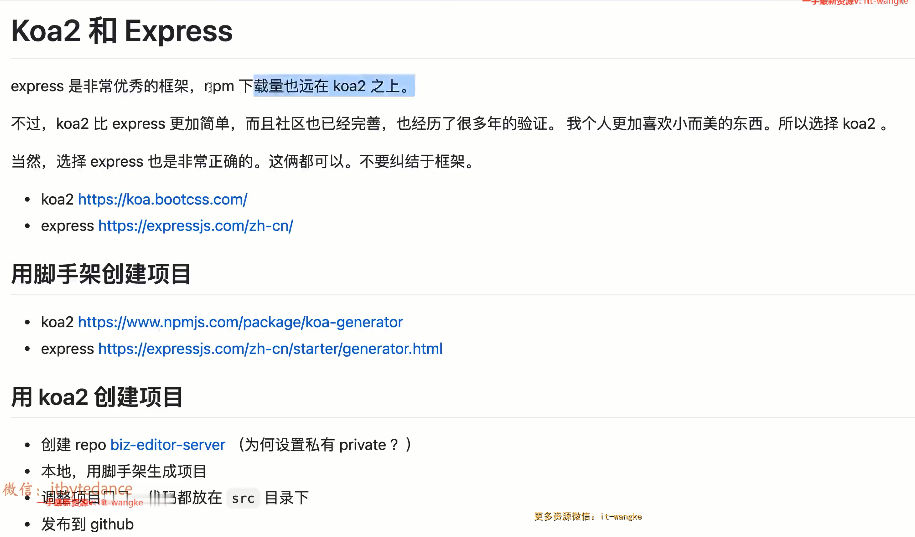 一手最新资源v: it-wangke
Koa2 和 Express
express 是非常优秀的框架，npm 下载量也远在 koa2 之上。
不过，koa2 比 express 更加简单，而且社区也已经完善，也经历了很多年的验证。 我个人更加喜欢小而美的东西。所以选择 koa2 。
当然，选择 express 也是非常正确的。这俩都可以。不要纠结于框架。
• koa2 https://koa.bootcss.com/
• express https://expressjs.com/zh-cn/
用脚手架创建项目
• koa2 https://www.npmjs.com/package/koa-generator
• express https://expressjs.com/zh-cn/starter/generator.html
用 koa2 创建项目
• 创建 repo biz-editor-server （为何设置私有 private ？）
• 本地，用脚手架生成项目
微信：itbytedance
• 调整项目 都放在 src 目录下
一手最新资源v: it-wangke
更多资源微信：it-wangke
• 发布到 github